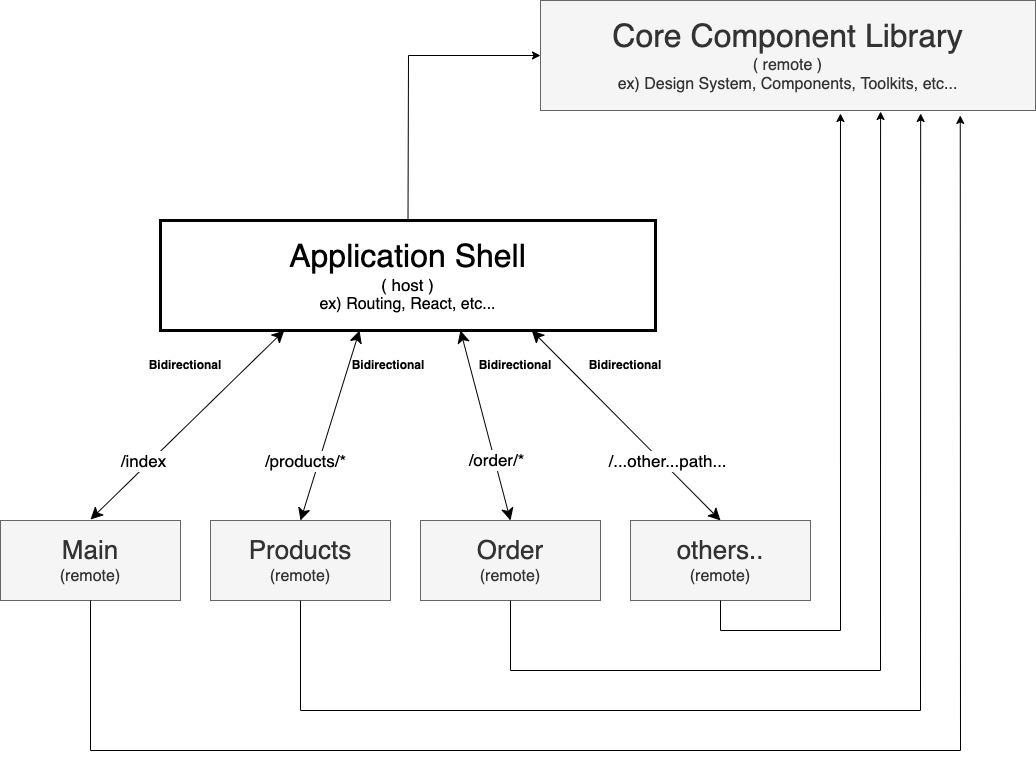 Core Component Library
( remote )
ex) Design System, Components, Toolkits, etc...
Application Shell
( host )
ex) Routing, React, etc...
Bidirectional
Bidirectional
Bidirectional
Bidirectional
/index
/products/*
/order/*
/...other...path...
Main
(remote)
Products
(remote)
Order
(remote)
others..
(remote)